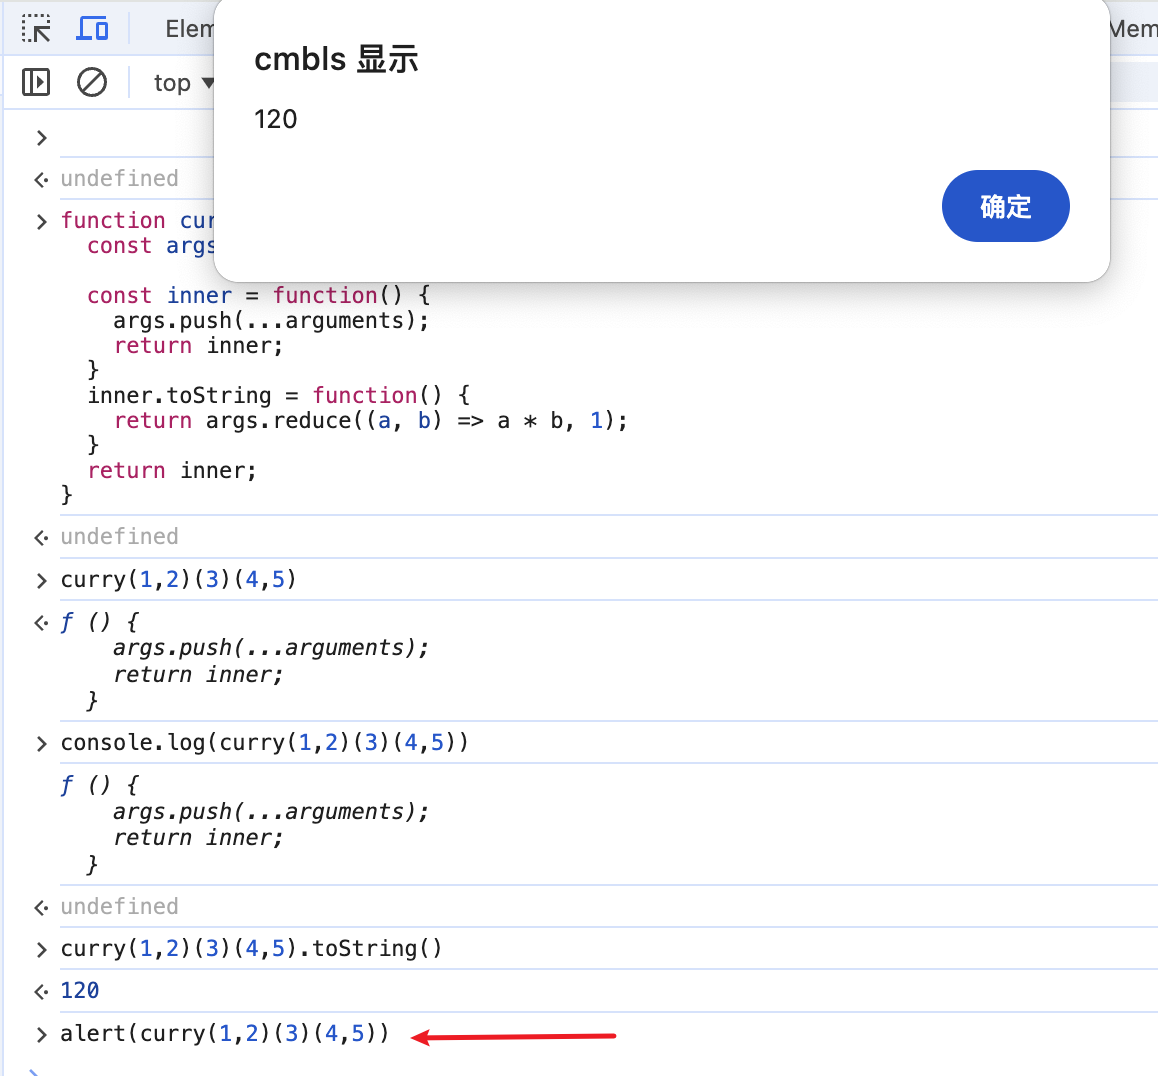 Elem
Mem
top
cmbls 显示
120
确定
undefined
function cur
  const args
  const inner = function() {
    args.push(...arguments);
    return inner;
  }
  inner.toString = function() {
    return args.reduce((a, b) => a * b, 1);
  }
  return inner;
}
undefined
curry(1,2)(3)(4,5)
ƒ () {
    args.push(...arguments);
    return inner;
  }
console.log(curry(1,2)(3)(4,5))
ƒ () {
    args.push(...arguments);
    return inner;
  }
undefined
curry(1,2)(3)(4,5).toString()
120
alert(curry(1,2)(3)(4,5))